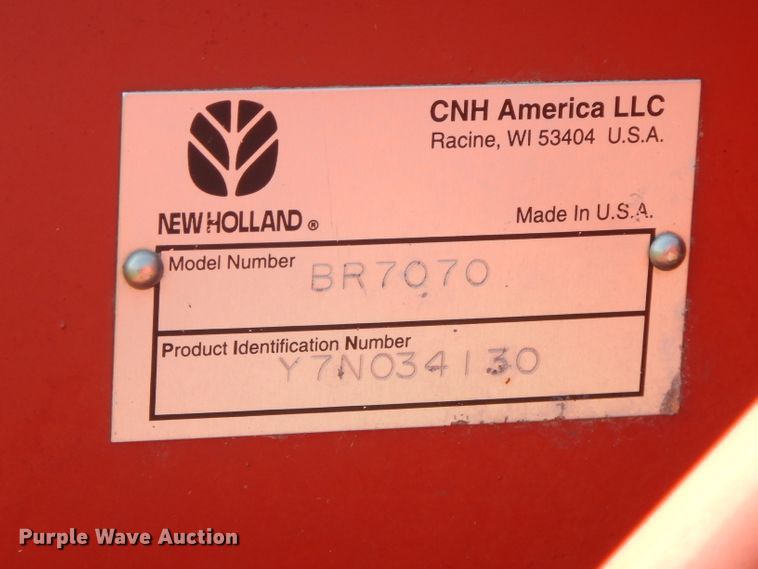 CNH America LLC
Racine, WI 53404 U.S.A.
NEW HOLLAND ®
Made In U.S.A.
Model Number BR7070
Product Identification Number
Y7N034130
Purple Wave Auction